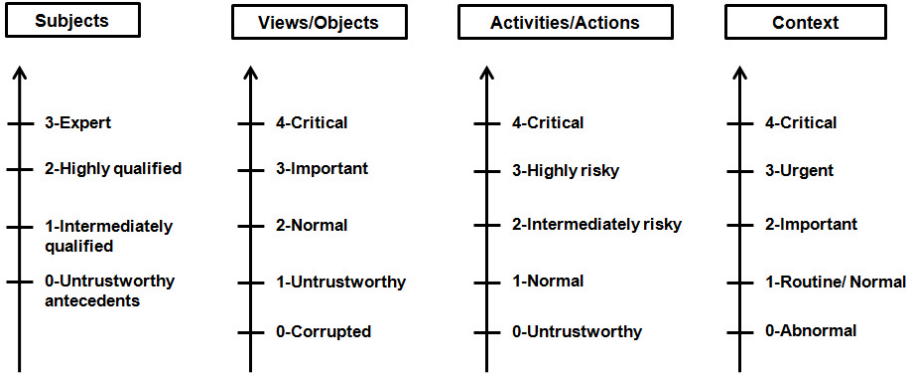 Subjects
3-Expert
2-Highly qualified
1-Intermediately
qualified
0-Untrustworthy
antecedents
Views/Objects
4-Critical
3-Important
2-Normal
1-Untrustworthy
0-Corrupted
Activities/Actions
4-Critical
3-Highly risky
2-Intermediately risky
1-Normal
0-Untrustworthy
Context
4-Critical
3-Urgent
2-Important
1-Routine/ Normal
0-Abnormal